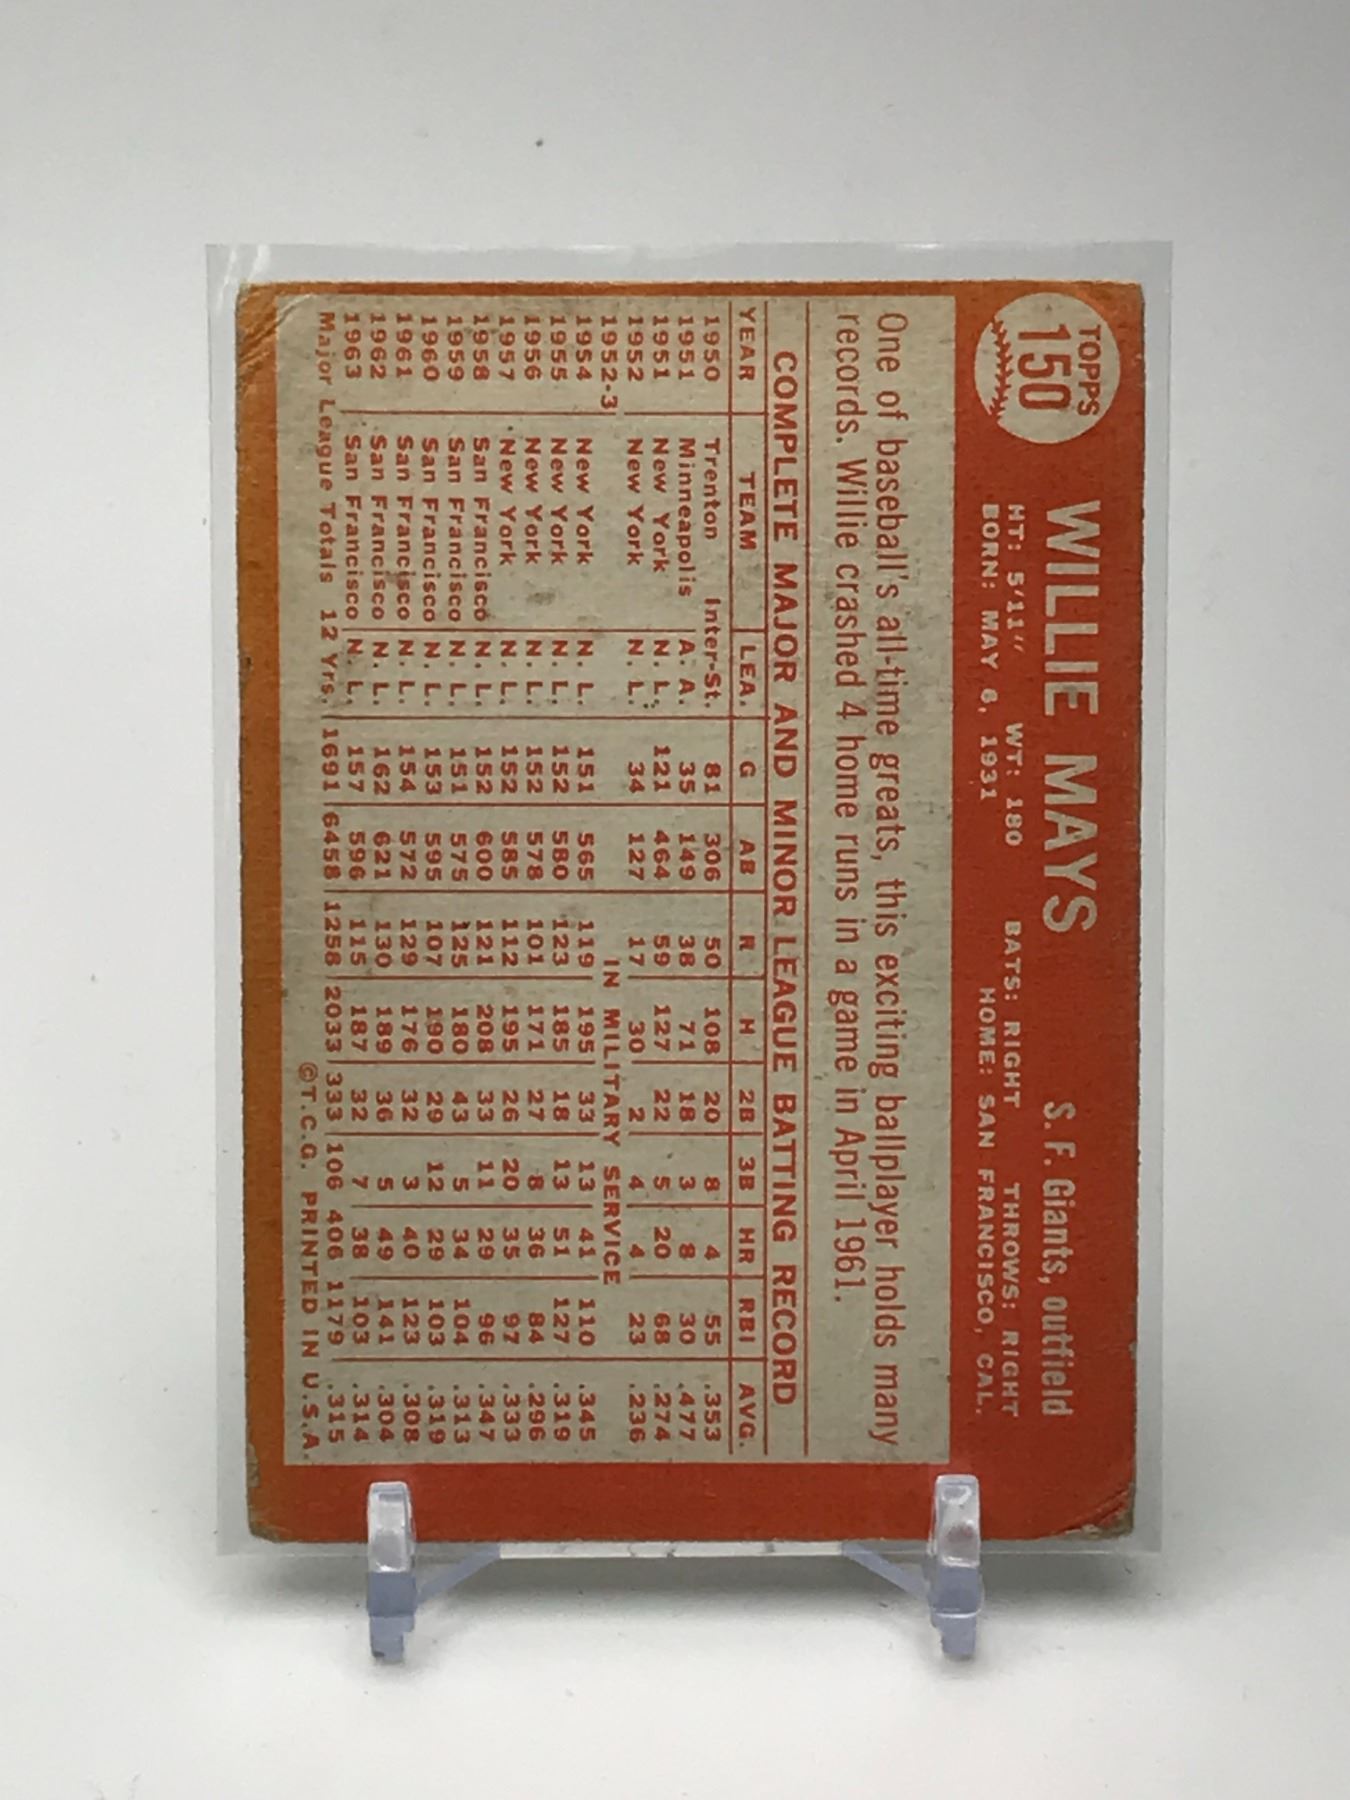 TOPPS
150
WILLIE MAYS
S. F. Giants, outfield
HT: 5'11" WT: 180 BATS: RIGHT THROWS: RIGHT
BORN: MAY 6, 1931 HOME: SAN FRANCISCO, CAL.
One of baseball's all-time greats, this exciting ballplayer holds many
records. Willie crashed 4 home runs in a game in April 1961.
COMPLETE MAJOR AND MINOR LEAGUE BATTING RECORD
YEAR TEAM LEA. G AB R H 2B 3B HR RBI AVG.
1950 Trenton Inter-St. 81 306 50 108 20 8 4 55 .353
1951 Minneapolis A. A. 35 149 38 71 18 3 8 30 .477
1951 New York N. L. 121 464 59 127 22 5 20 68 .274
1952 New York N. L. 34 127 17 30 2 4 4 23 .236
1952-3 IN MILITARY SERVICE
1954 New York N. L. 151 565 119 195 33 13 41 110 .345
1955 New York N. L. 152 580 123 185 18 13 51 127 .319
1956 New York N. L. 152 578 101 171 27 8 36 84 .296
1957 New York N. L. 152 585 112 195 26 20 35 97 .333
1958 San Francisco N. L. 152 600 121 208 33 11 29 96 .347
1959 San Francisco N. L. 151 575 125 180 43 5 34 104 .313
1960 San Francisco N. L. 153 595 107 190 29 12 29 103 .319
1961 San Francisco N. L. 154 572 129 176 32 3 40 123 .308
1962 San Francisco N. L. 162 621 130 189 36 5 49 141 .304
1963 San Francisco N. L. 157 596 115 187 32 7 38 103 .314
Major League Totals 12 Yrs. 1691 6458 1258 2033 333 106 406 1179 .315
©T.C.G. PRINTED IN U.S.A.